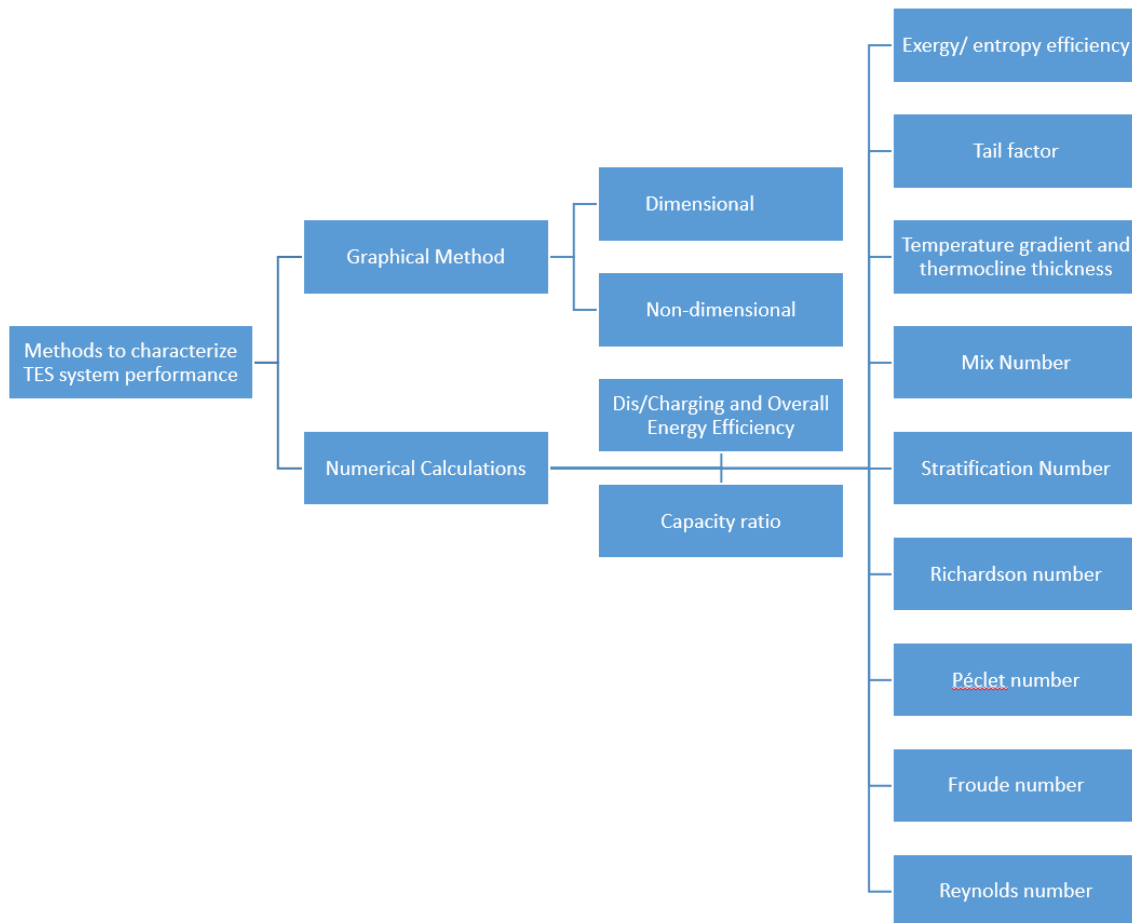 Methods to characterize
TES system performance
Graphical Method
Numerical Calculations
Dimensional
Non-dimensional
Dis/Charging and Overall
Energy Efficiency
Capacity ratio
Exergy/ entropy efficiency
Tail factor
Temperature gradient and
thermocline thickness
Mix Number
Stratification Number
Richardson number
Péclet number
Froude number
Reynolds number